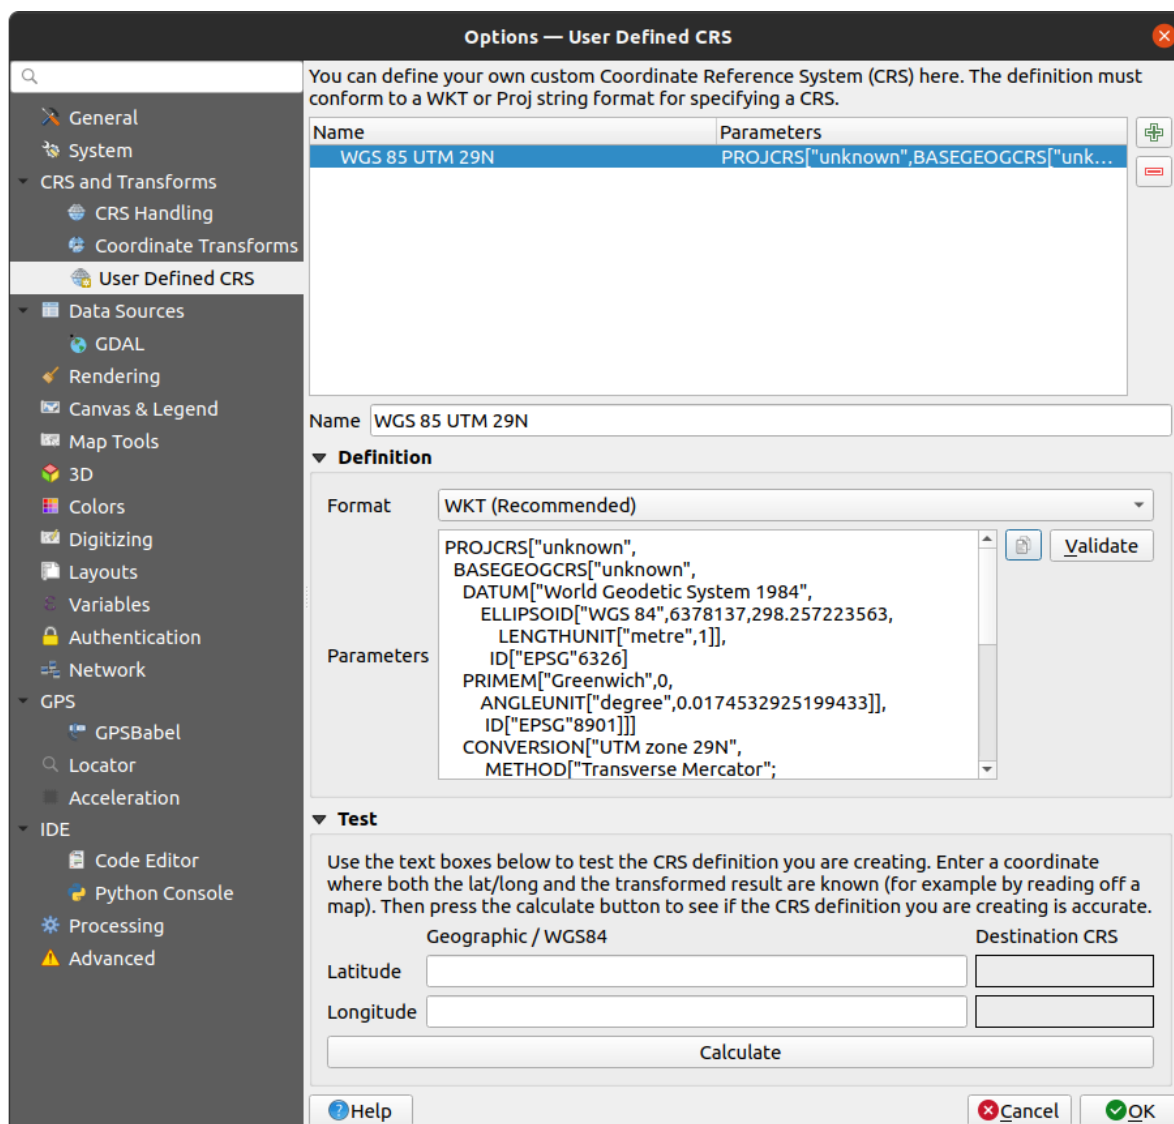 Options — User Defined CRS
General
System
CRS and Transforms
CRS Handling
Coordinate Transforms
User Defined CRS
Data Sources
GDAL
Rendering
Canvas & Legend
Map Tools
3D
Colors
Digitizing
Layouts
Variables
Authentication
Network
GPS
GPSBabel
Locator
Acceleration
IDE
Code Editor
Python Console
Processing
Advanced
You can define your own custom Coordinate Reference System (CRS) here. The definition must
conform to a WKT or Proj string format for specifying a CRS.
Name Parameters
WGS 85 UTM 29N PROJCRS["unknown",BASEGEOGCRS["unk...
Name WGS 85 UTM 29N
Definition
Format WKT (Recommended)
Parameters
PROJCRS["unknown",
BASEGEOGCRS["unknown",
DATUM["World Geodetic System 1984",
ELLIPSOID["WGS 84",6378137,298.257223563,
LENGTHUNIT["metre",1]],
ID["EPSG"6326]
PRIMEM["Greenwich",0,
ANGLEUNIT["degree",0.0174532925199433]],
ID["EPSG"8901]]]
CONVERSION["UTM zone 29N",
METHOD["Transverse Mercator";
Validate
Test
Use the text boxes below to test the CRS definition you are creating. Enter a coordinate
where both the lat/long and the transformed result are known (for example by reading off a
map). Then press the calculate button to see if the CRS definition you are creating is accurate.
Geographic / WGS84 Destination CRS
Latitude
Longitude
Calculate
Help Cancel OK